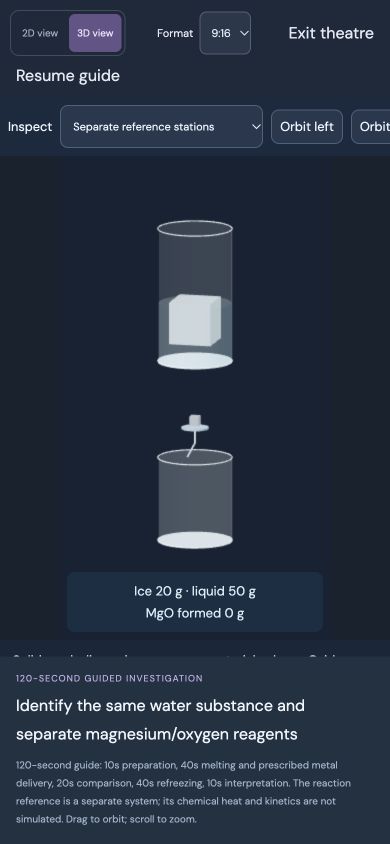 2D view 3D view Format 9:16 Exit theatre
Resume guide
Inspect Separate reference stations Orbit left Orbit
Ice 20 g · liquid 50 g
MgO formed 0 g
120-SECOND GUIDED INVESTIGATION
Identify the same water substance and
separate magnesium/oxygen reagents
120-second guide: 10s preparation, 40s melting and prescribed metal
delivery, 20s comparison, 40s refreezing, 10s interpretation. The reaction
reference is a separate system; its chemical heat and kinetics are not
simulated. Drag to orbit; scroll to zoom.